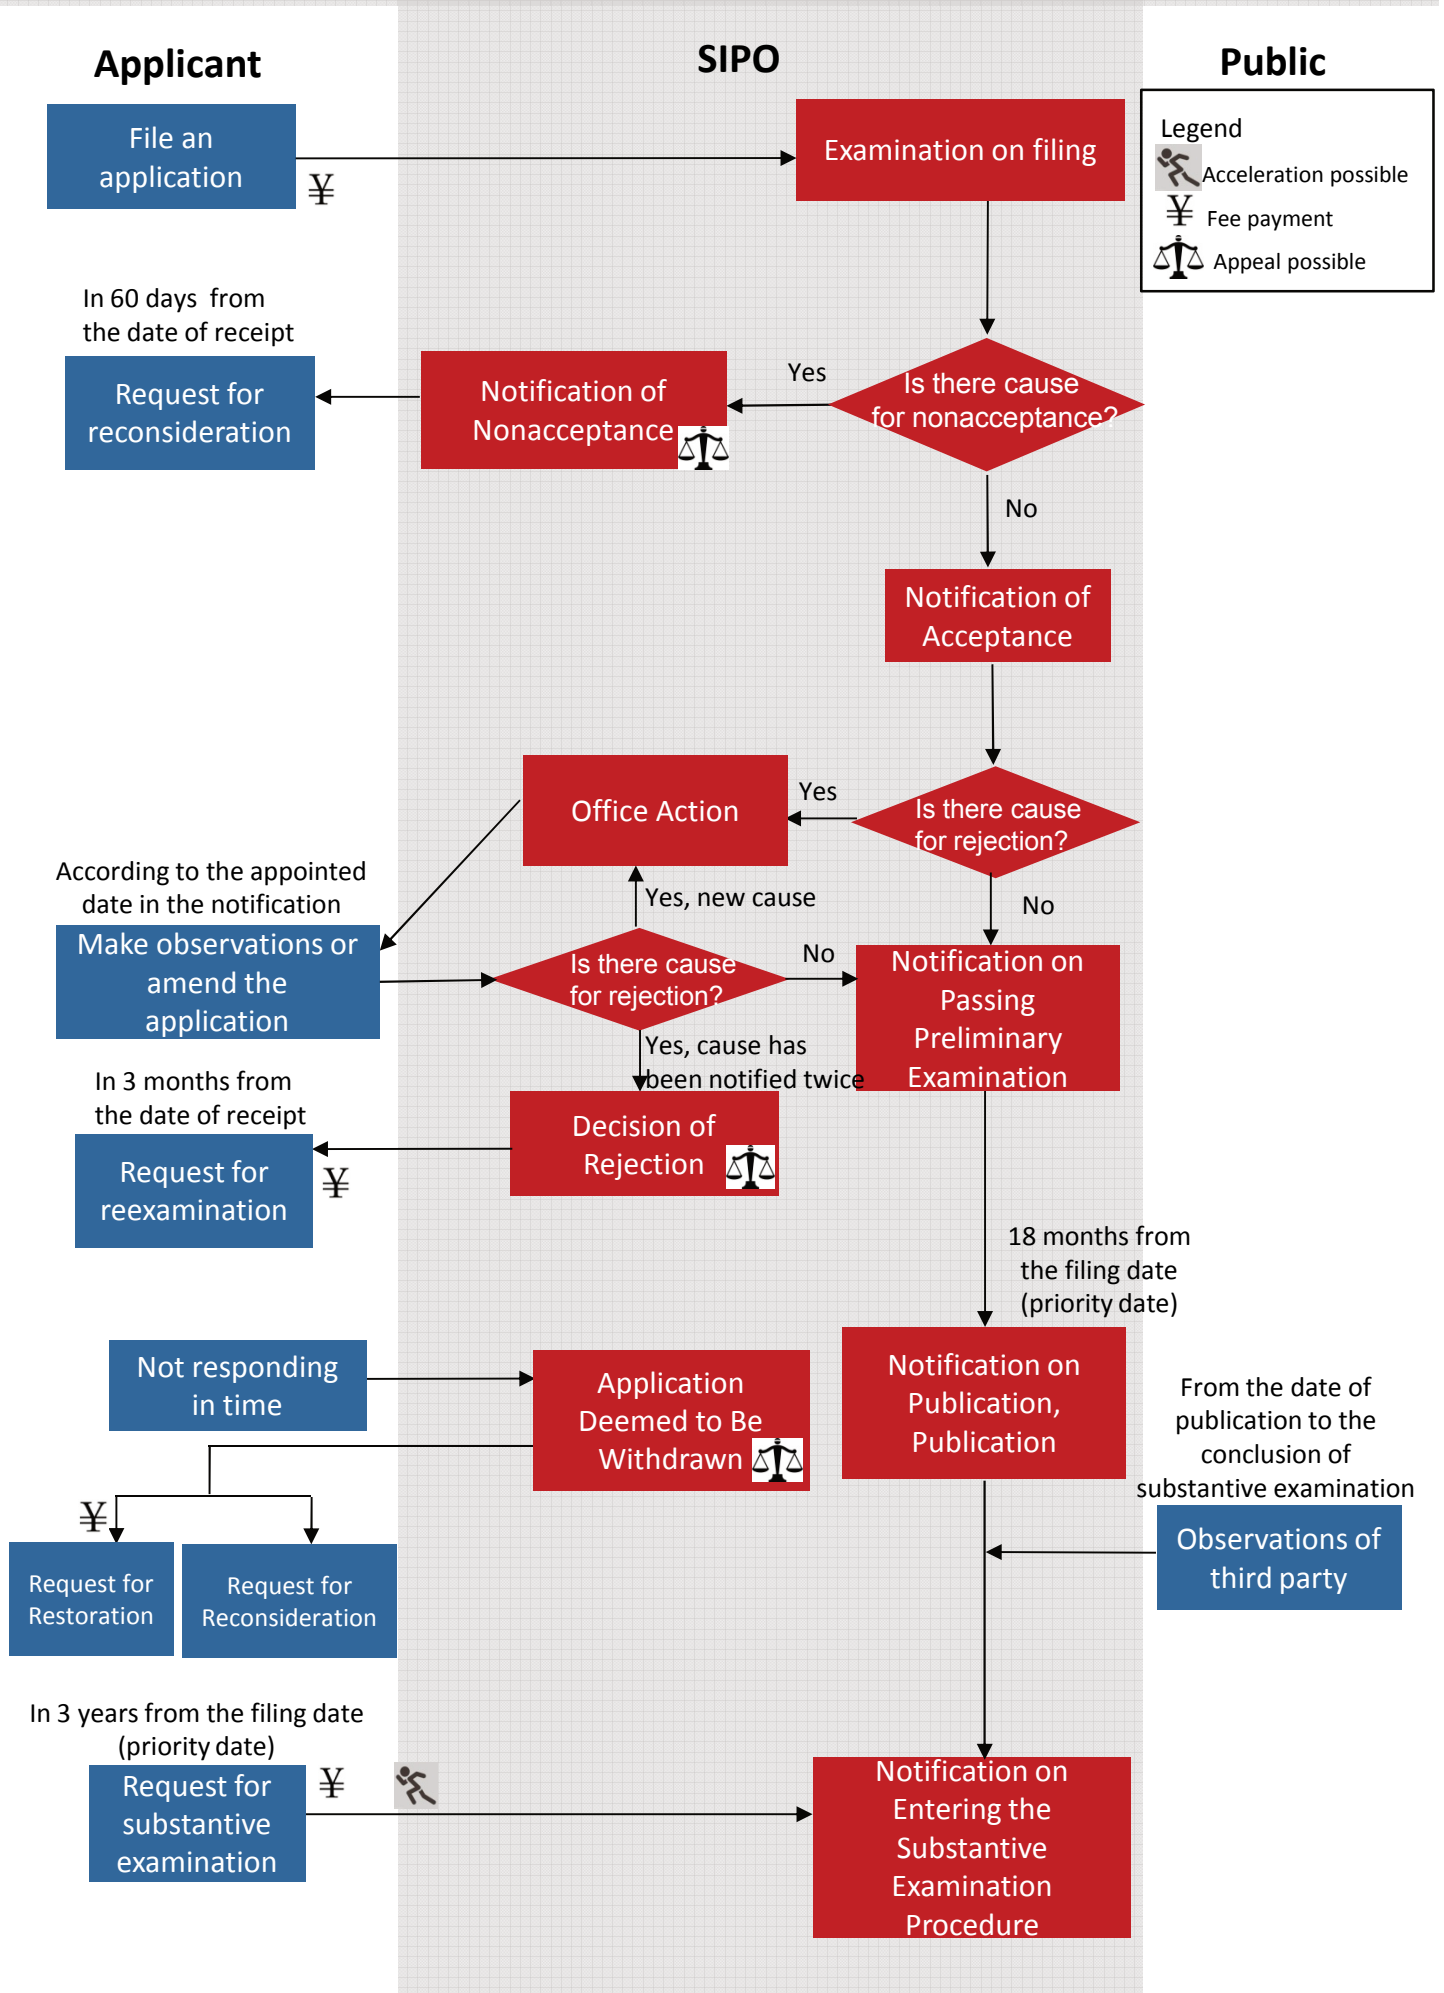 Applicant
SIPO
Public
File an
application
¥
Examination on filing
Legend
Acceleration possible
¥ Fee payment
Appeal possible
In 60 days from
the date of receipt
Request for
reconsideration
Notification of
Nonacceptance
Yes
Is there cause
for nonacceptance?
No
Notification of
Acceptance
Office Action
Yes
Is there cause
for rejection?
According to the appointed
date in the notification
Make observations or
amend the
application
Yes, new cause
Is there cause
for rejection?
No
No
Notification on
Passing
Preliminary
Examination
Yes, cause has
been notified twice
In 3 months from
the date of receipt
Request for
reexamination
¥
Decision of
Rejection
18 months from
the filing date
(priority date)
Not responding
in time
Application
Deemed to Be
Withdrawn
Notification on
Publication,
Publication
From the date of
publication to the
conclusion of
substantive examination
Observations of
third party
¥
Request for
Restoration
Request for
Reconsideration
In 3 years from the filing date
(priority date)
Request for
substantive
examination
¥
Notification on
Entering the
Substantive
Examination
Procedure